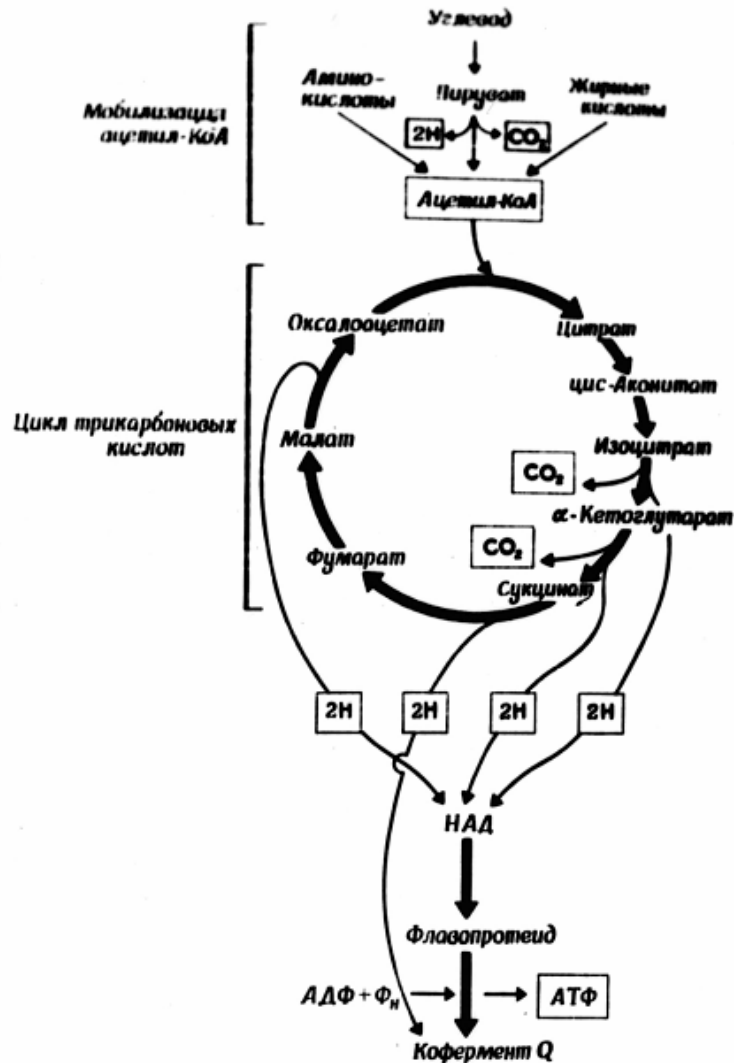 Углевод
Амино-
кислоты
Пируват
Жирные
кислоты
Мобилизация
ацетил-КоА
2H
CO₂
Ацетил-КоА
Оксалоацетат
Цитрат
цис-Аконитат
Цикл трикарбоновых
кислот
Малат
Изоцитрат
CO₂
α-Кетоглутарат
CO₂
Фумарат
Сукцинат
2H
2H
2H
2H
НАД
Флавопротеид
АДФ + Фн
АТФ
Кофермент Q